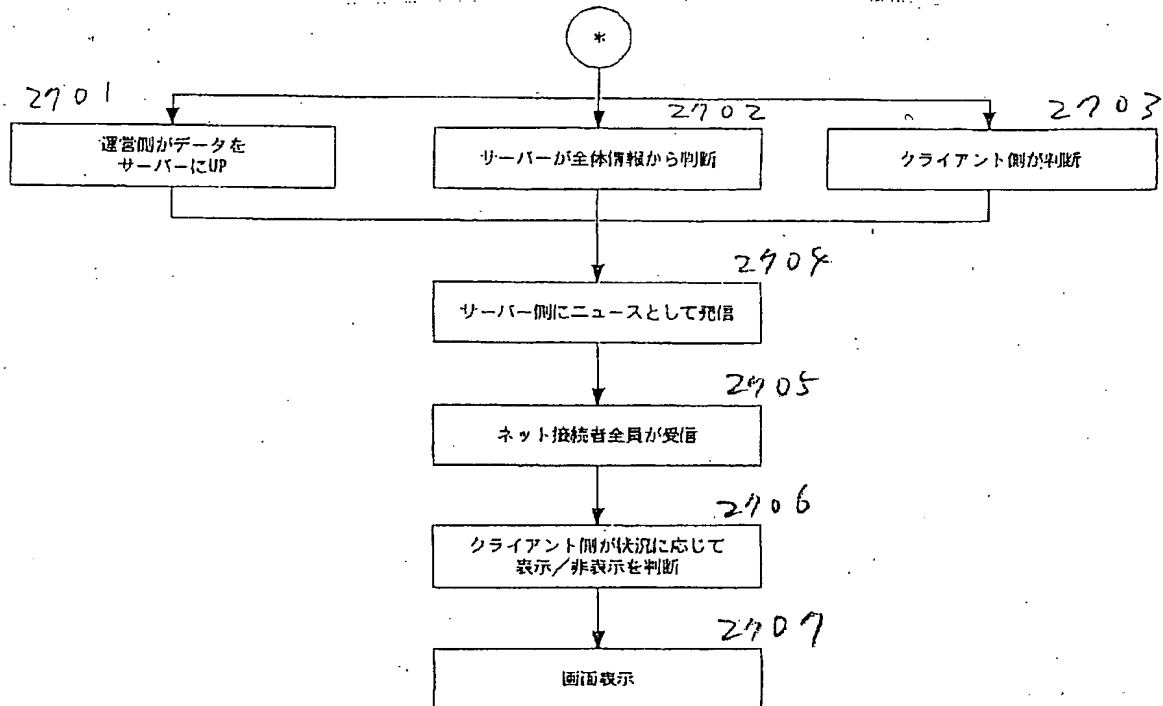 *
2701
2702
2703
運営側がデータを
サーバーにUP
サーバーが全体情報から判断
クライアント側が判断
2704
サーバー側にニュースとして発信
2705
ネット接続者全員が受信
2706
クライアント側が状況に応じて
表示/非表示を判断
2707
画面表示